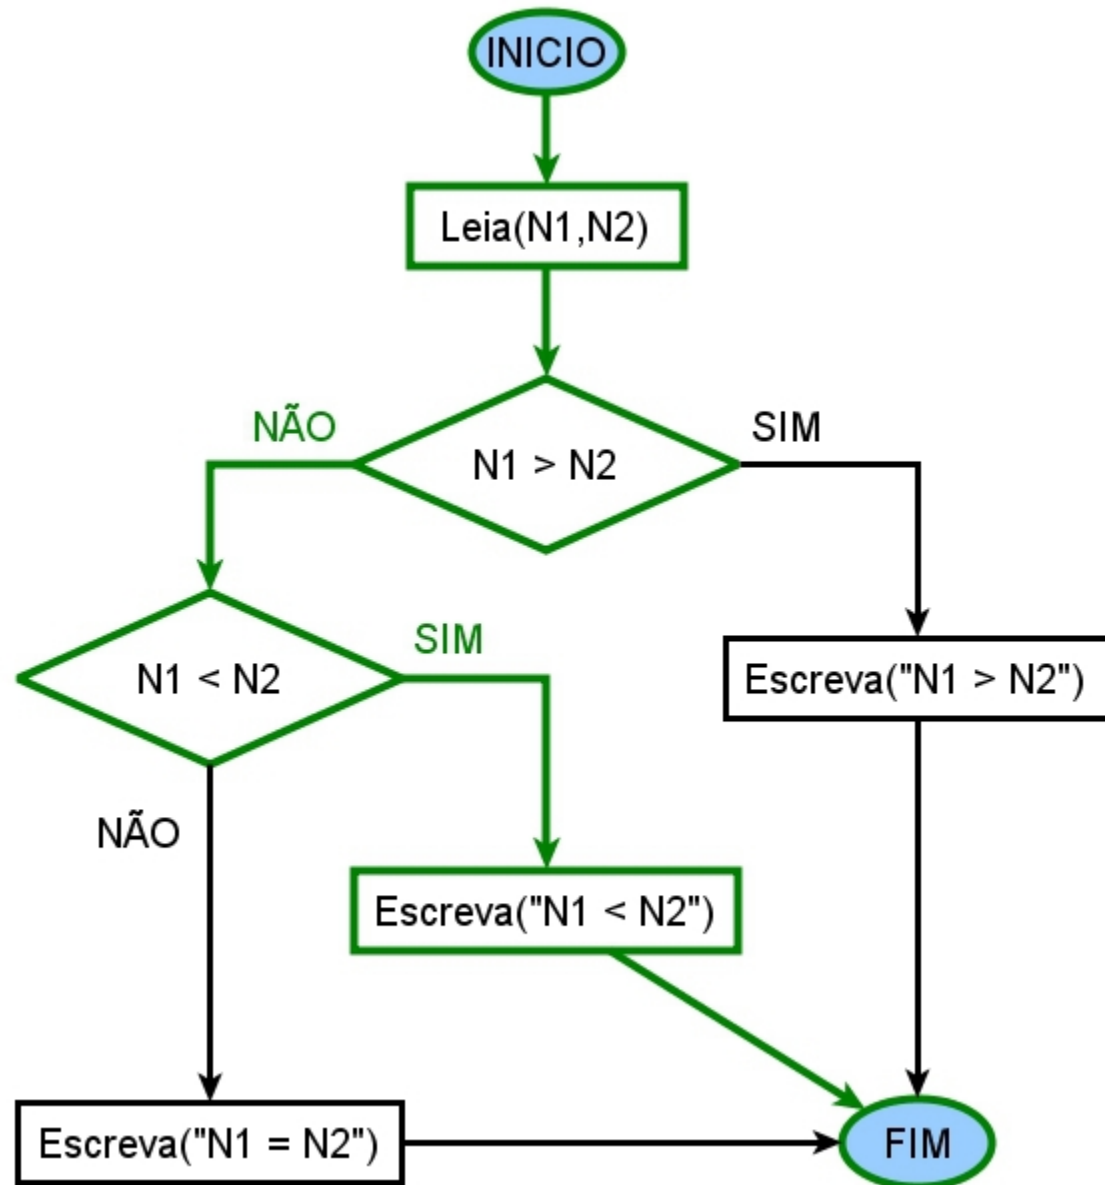 INICIO
Leia(N1,N2)
NÃO
SIM
N1 > N2
SIM
N1 < N2
Escreva("N1 > N2")
NÃO
Escreva("N1 < N2")
Escreva("N1 = N2")
FIM